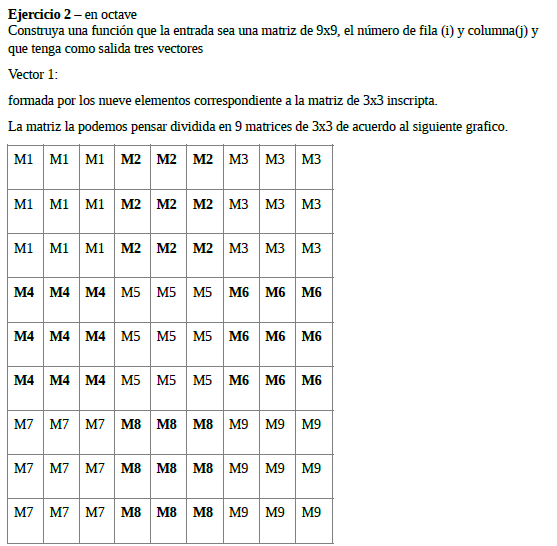 Ejercicio 2 – en octave
Construya una función que la entrada sea una matriz de 9x9, el número de fila (i) y columna(j) y
que tenga como salida tres vectores
Vector 1:
formada por los nueve elementos correspondiente a la matriz de 3x3 inscripta.
La matriz la podemos pensar dividida en 9 matrices de 3x3 de acuerdo al siguiente grafico.
M1 M1 M1 M2 M2 M2 M3 M3 M3
M1 M1 M1 M2 M2 M2 M3 M3 M3
M1 M1 M1 M2 M2 M2 M3 M3 M3
M4 M4 M4 M5 M5 M5 M6 M6 M6
M4 M4 M4 M5 M5 M5 M6 M6 M6
M4 M4 M4 M5 M5 M5 M6 M6 M6
M7 M7 M7 M8 M8 M8 M9 M9 M9
M7 M7 M7 M8 M8 M8 M9 M9 M9
M7 M7 M7 M8 M8 M8 M9 M9 M9